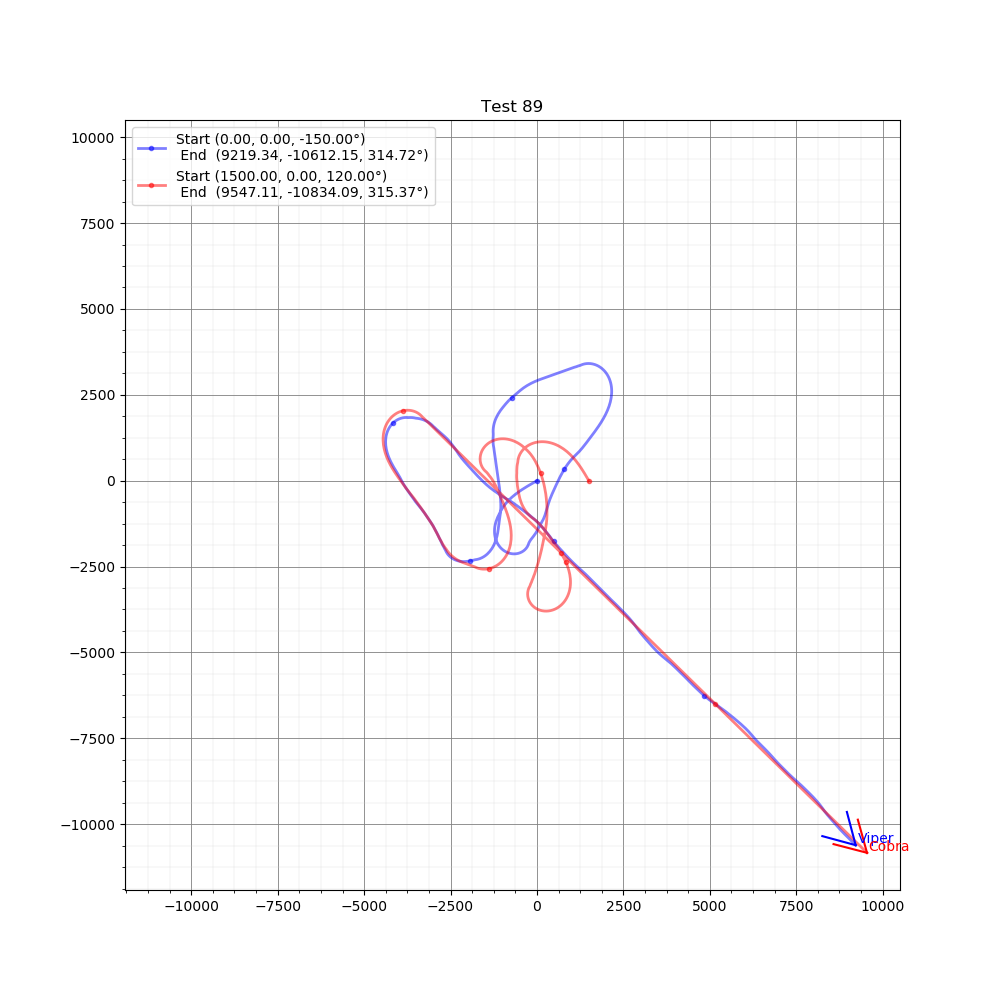 Test 89
Start (0.00, 0.00, -150.00°)
End (9219.34, -10612.15, 314.72°)
Start (1500.00, 0.00, 120.00°)
End (9547.11, -10834.09, 315.37°)
10000
7500
5000
2500
0
−2500
−5000
−7500
−10000
Viper
Cobra
−10000 −7500 −5000 −2500 0 2500 5000 7500 10000